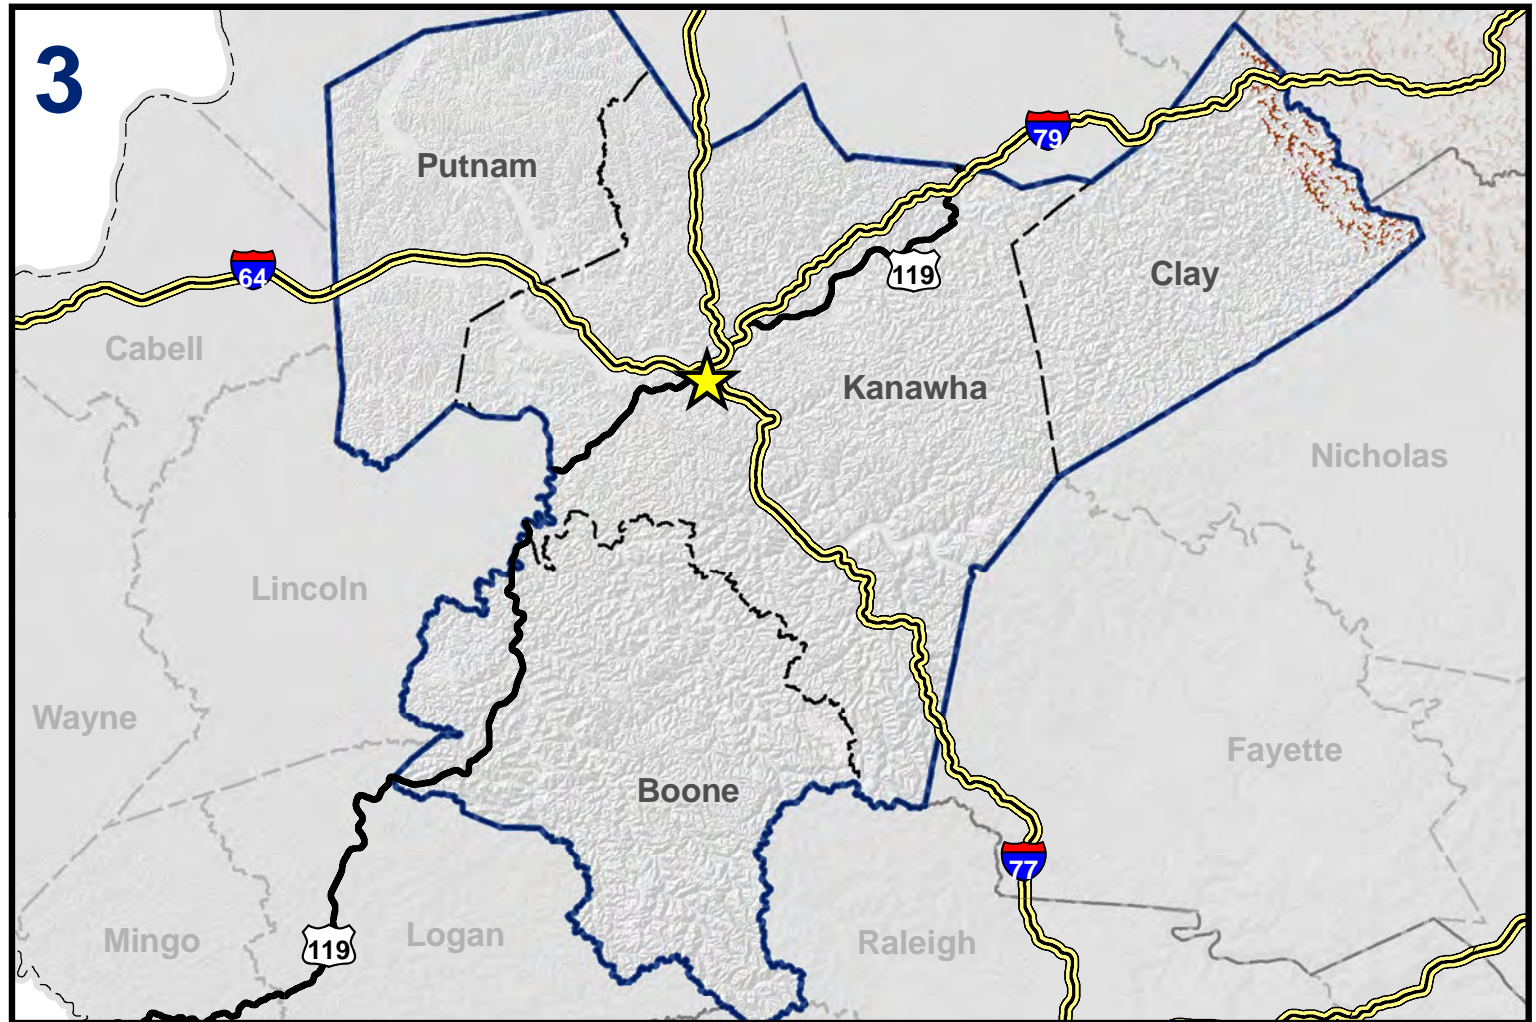 3
79
Putnam
64
119
Clay
Cabell
Kanawha
Nicholas
Lincoln
Wayne
Fayette
Boone
77
Mingo
119
Logan
Raleigh